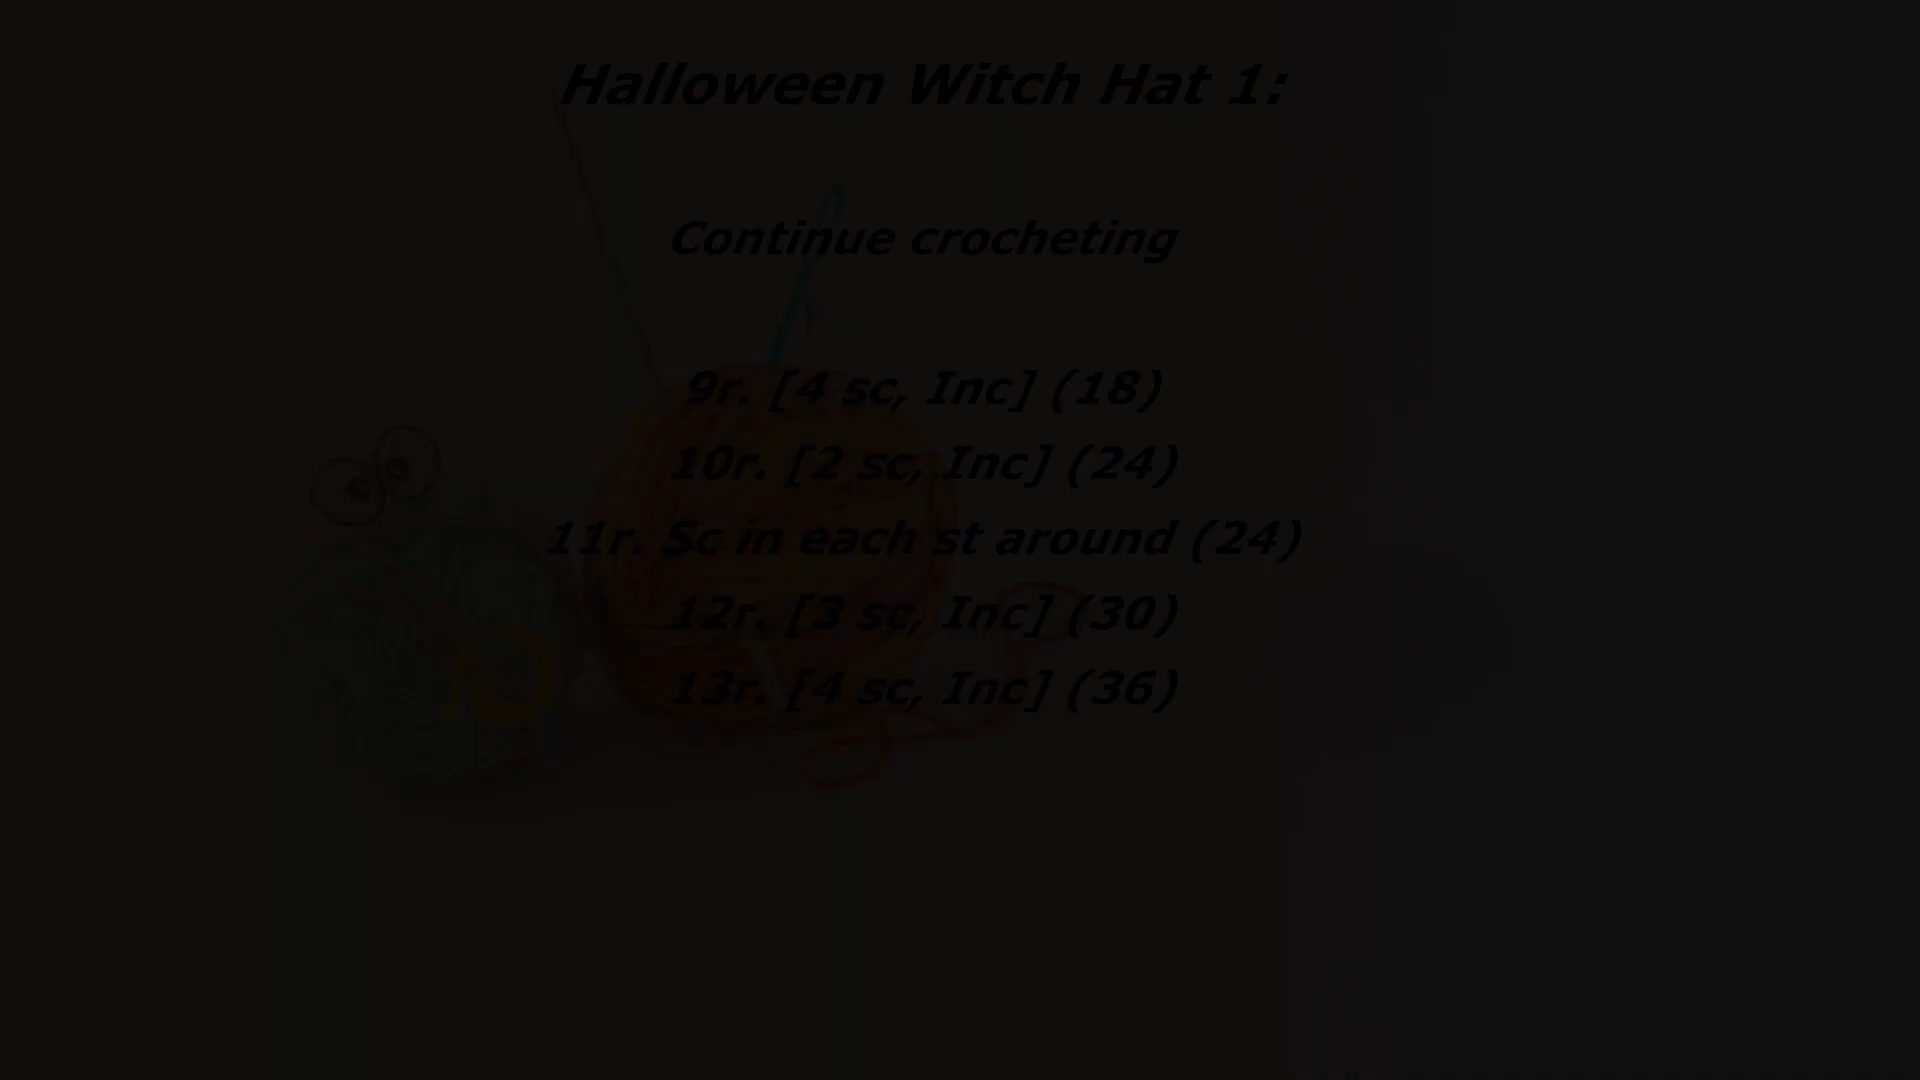 Halloween Witch Hat 1:
Continue crocheting
9r. [4 sc, Inc] (18)
10r. [2 sc, Inc] (24)
11r. Sc in each st around (24)
12r. [3 sc, Inc] (30)
13r. [4 sc, Inc] (36)